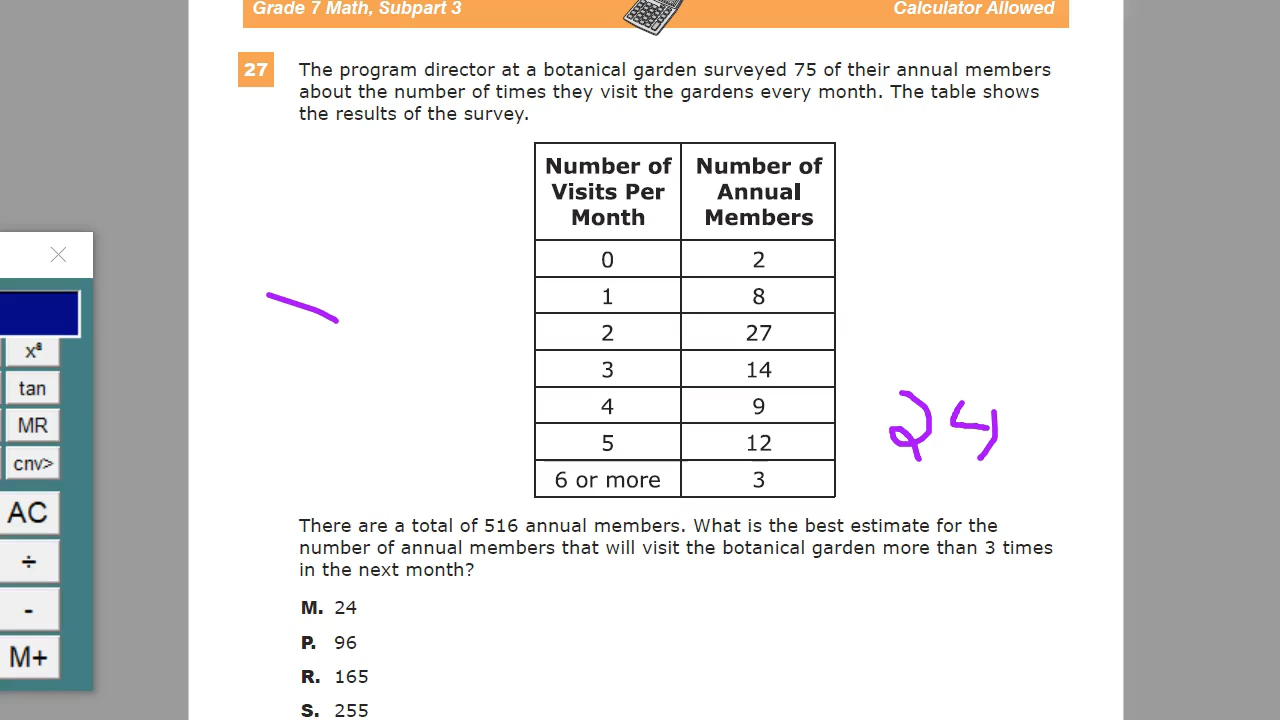 Grade 7 Math, Subpart 3
Calculator Allowed
27
The program director at a botanical garden surveyed 75 of their annual members
about the number of times they visit the gardens every month. The table shows
the results of the survey.
Number of Visits Per Month
Number of Annual Members
0 2
1 8
2 27
3 14
4 9
5 12
6 or more 3
24
There are a total of 516 annual members. What is the best estimate for the
number of annual members that will visit the botanical garden more than 3 times
in the next month?
M. 24
P. 96
R. 165
S. 255
tan
MR
cnv>
AC
÷
-
M+